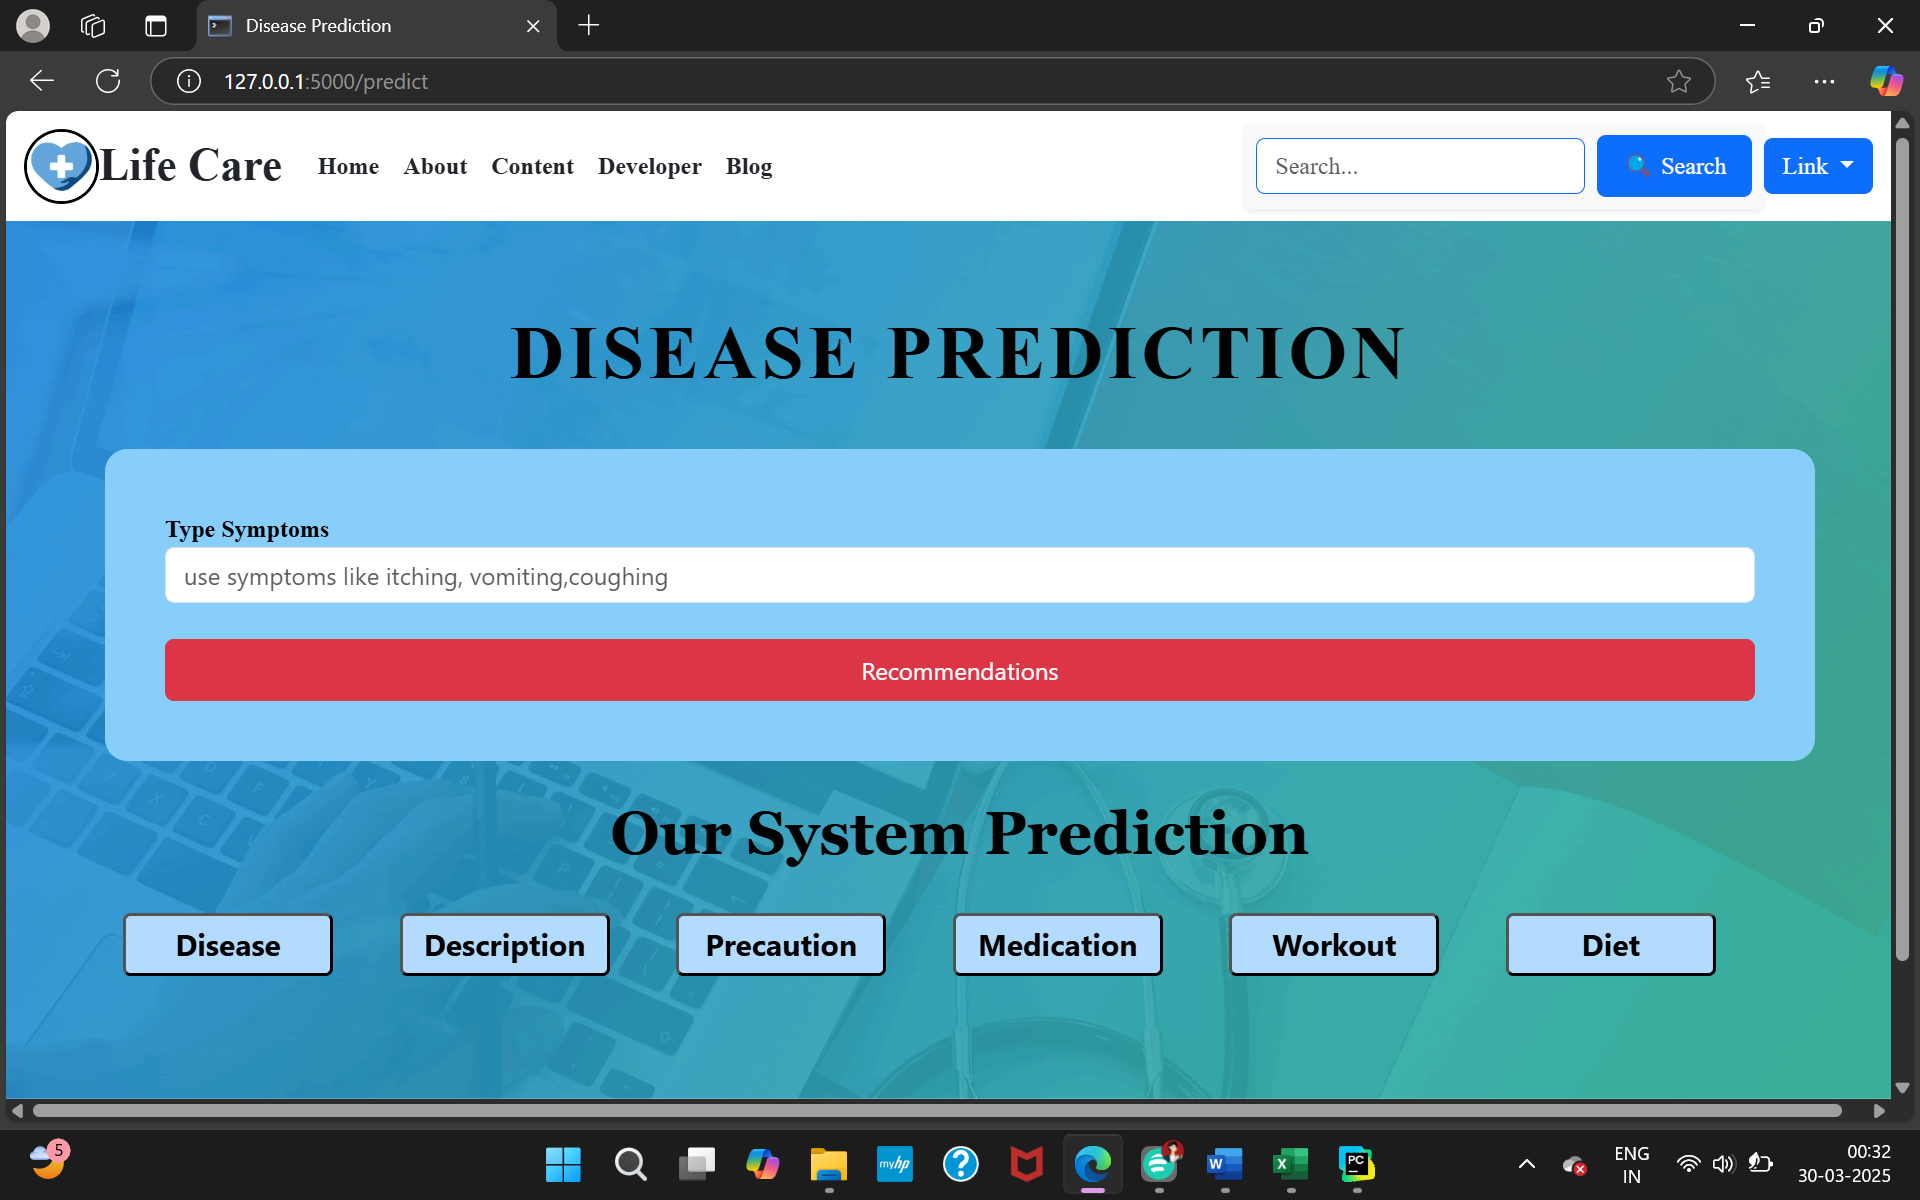 Disease Prediction
127.0.0.1:5000/predict
Life Care
Home About Content Developer Blog
Search...
Search
Link
DISEASE PREDICTION
Type Symptoms
use symptoms like itching, vomiting,coughing
Recommendations
Our System Prediction
Disease Description Precaution Medication Workout Diet
5
myhp
W
X
PC
ENG
IN
00:32
30-03-2025